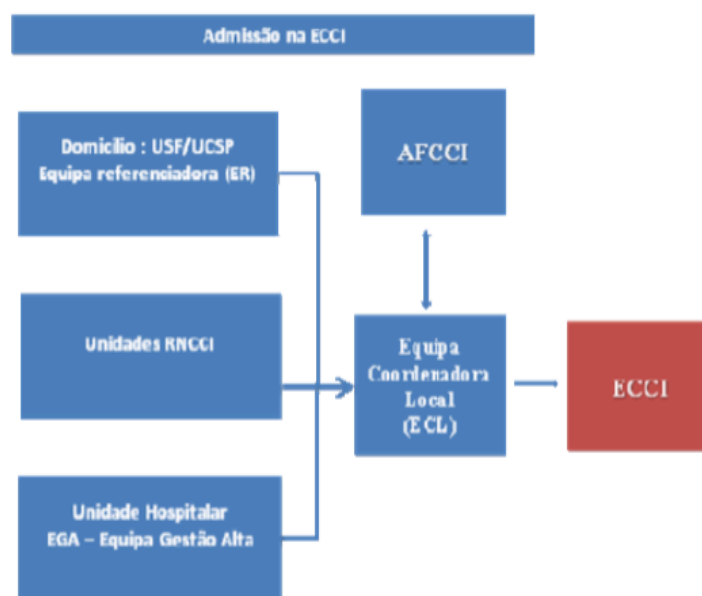 Admissão na ECCI
Domicílio : USF/UCSP
Equipa referenciadora (ER)
AFCCI
Unidades RNCCI
Equipa
Coordenadora
Local
(ECL)
ECCI
Unidade Hospitalar
EGA – Equipa Gestão Alta